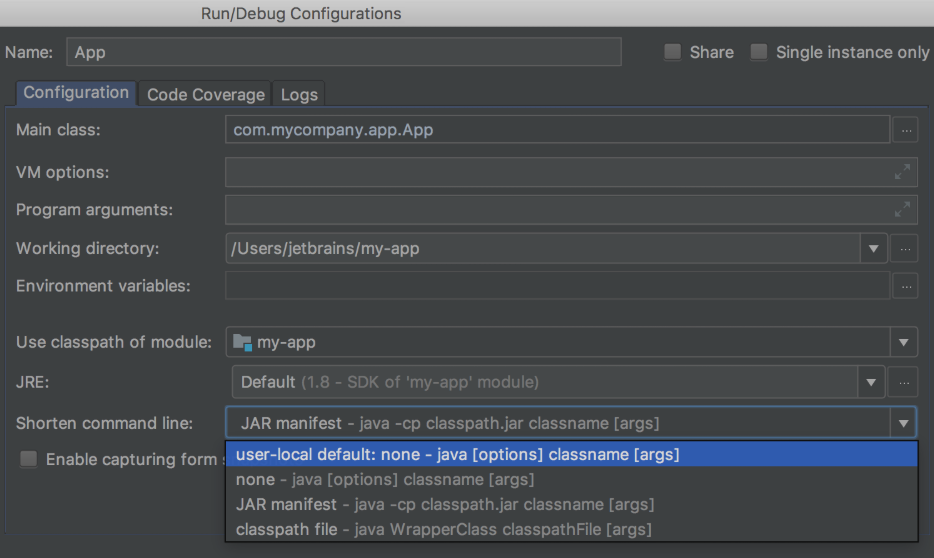 Run/Debug Configurations
Name: App Share Single instance only
Configuration Code Coverage Logs
Main class: com.mycompany.app.App ...
VM options:
Program arguments:
Working directory: /Users/jetbrains/my-app ...
Environment variables: ...
Use classpath of module: my-app
JRE: Default (1.8 - SDK of 'my-app' module) ...
Shorten command line: JAR manifest - java -cp classpath.jar classname [args]
user-local default: none - java [options] classname [args]
Enable capturing form
none - java [options] classname [args]
JAR manifest - java -cp classpath.jar classname [args]
classpath file - java WrapperClass classpathFile [args]